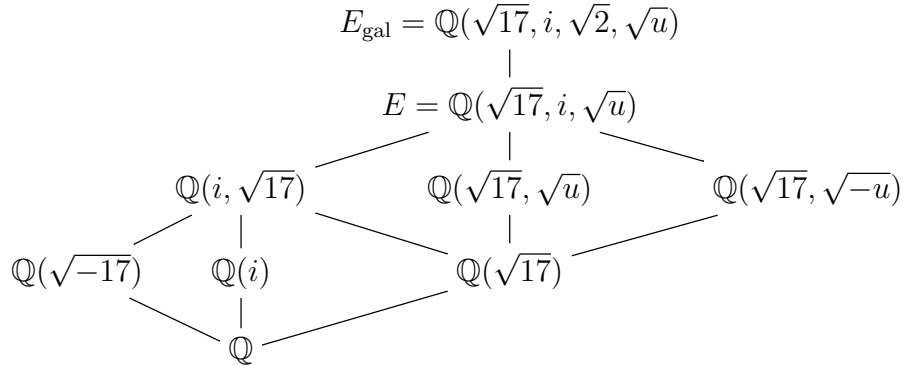 E_gal = ℚ(√17, i, √2, √u)
E = ℚ(√17, i, √u)
ℚ(i, √17) ℚ(√17, √u) ℚ(√17, √−u)
ℚ(√−17) ℚ(i) ℚ(√17)
ℚ